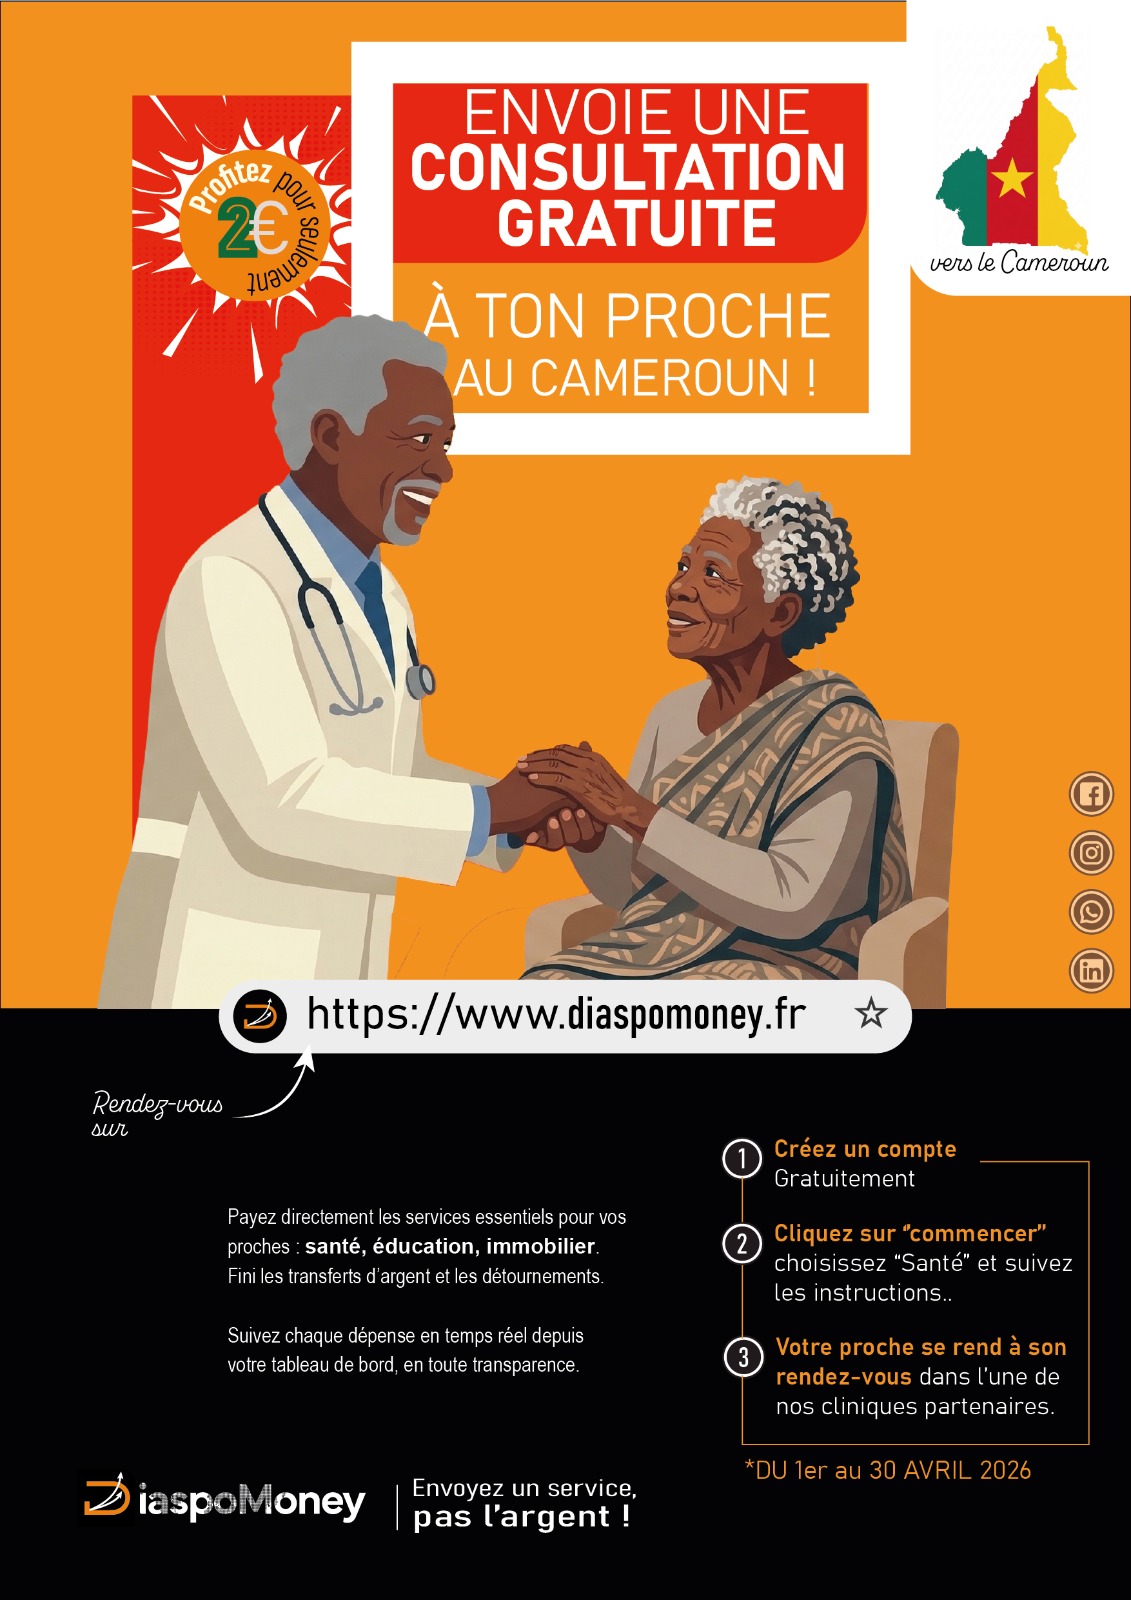 ENVOIE UNE
CONSULTATION
GRATUITE
À TON PROCHE
AU CAMEROUN !
Profitez pour seulement
2€
vers le Cameroun
https://www.diaspomoney.fr
Rendez-vous
sur
Payez directement les services essentiels pour vos
proches : santé, éducation, immobilier.
Fini les transferts d'argent et les détournements.
Suivez chaque dépense en temps réel depuis
votre tableau de bord, en toute transparence.
1 Créez un compte
Gratuitement
2 Cliquez sur "commencer"
choisissez "Santé" et suivez
les instructions..
3 Votre proche se rend à son
rendez-vous dans l'une de
nos cliniques partenaires.
*DU 1er au 30 AVRIL 2026
DiaspoMoney
Envoyez un service,
pas l'argent !